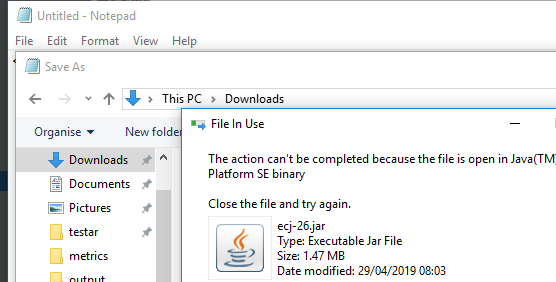 Untitled - Notepad
File Edit Format View Help
Save As
This PC > Downloads
Organise New folder
File In Use
Downloads
Documents
Pictures
testar
metrics
output
The action can't be completed because the file is open in Java(TM)
Platform SE binary
Close the file and try again.
ecj-26.jar
Type: Executable Jar File
Size: 1.47 MB
Date modified: 29/04/2019 08:03